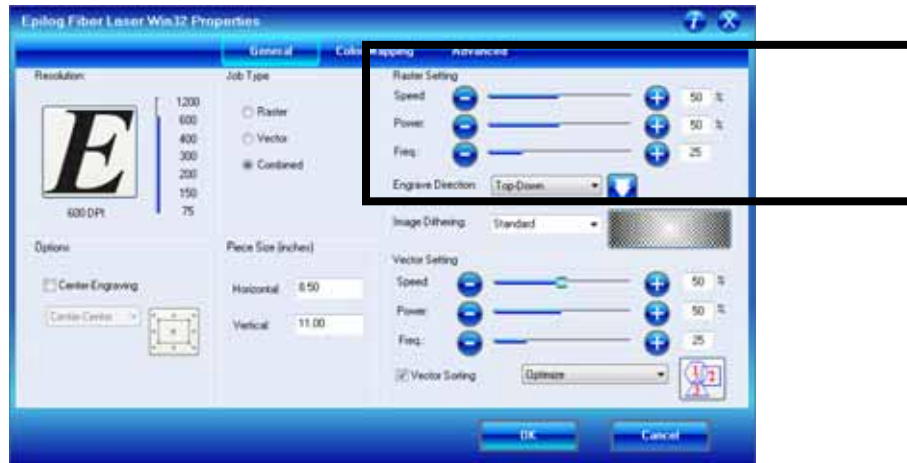 Epilog Fiber Laser Win32 Properties
General
Color Mapping
Advanced
Resolution:
1200
600
400
300
200
150
75
600 DPI
Job Type
Raster
Vector
Combined
Raster Setting
Speed 50 %
Power: 50 %
Freq.: 25
Engrave Direction: Top-Down
Image Dithering: Standard
Options
Center-Engraving
Center-Center
Piece Size (inches)
Horizontal 8.50
Vertical 11.00
Vector Setting
Speed 50 %
Power 50 %
Freq.: 25
Vector Sorting Optimize
1
2
3
OK
Cancel
E